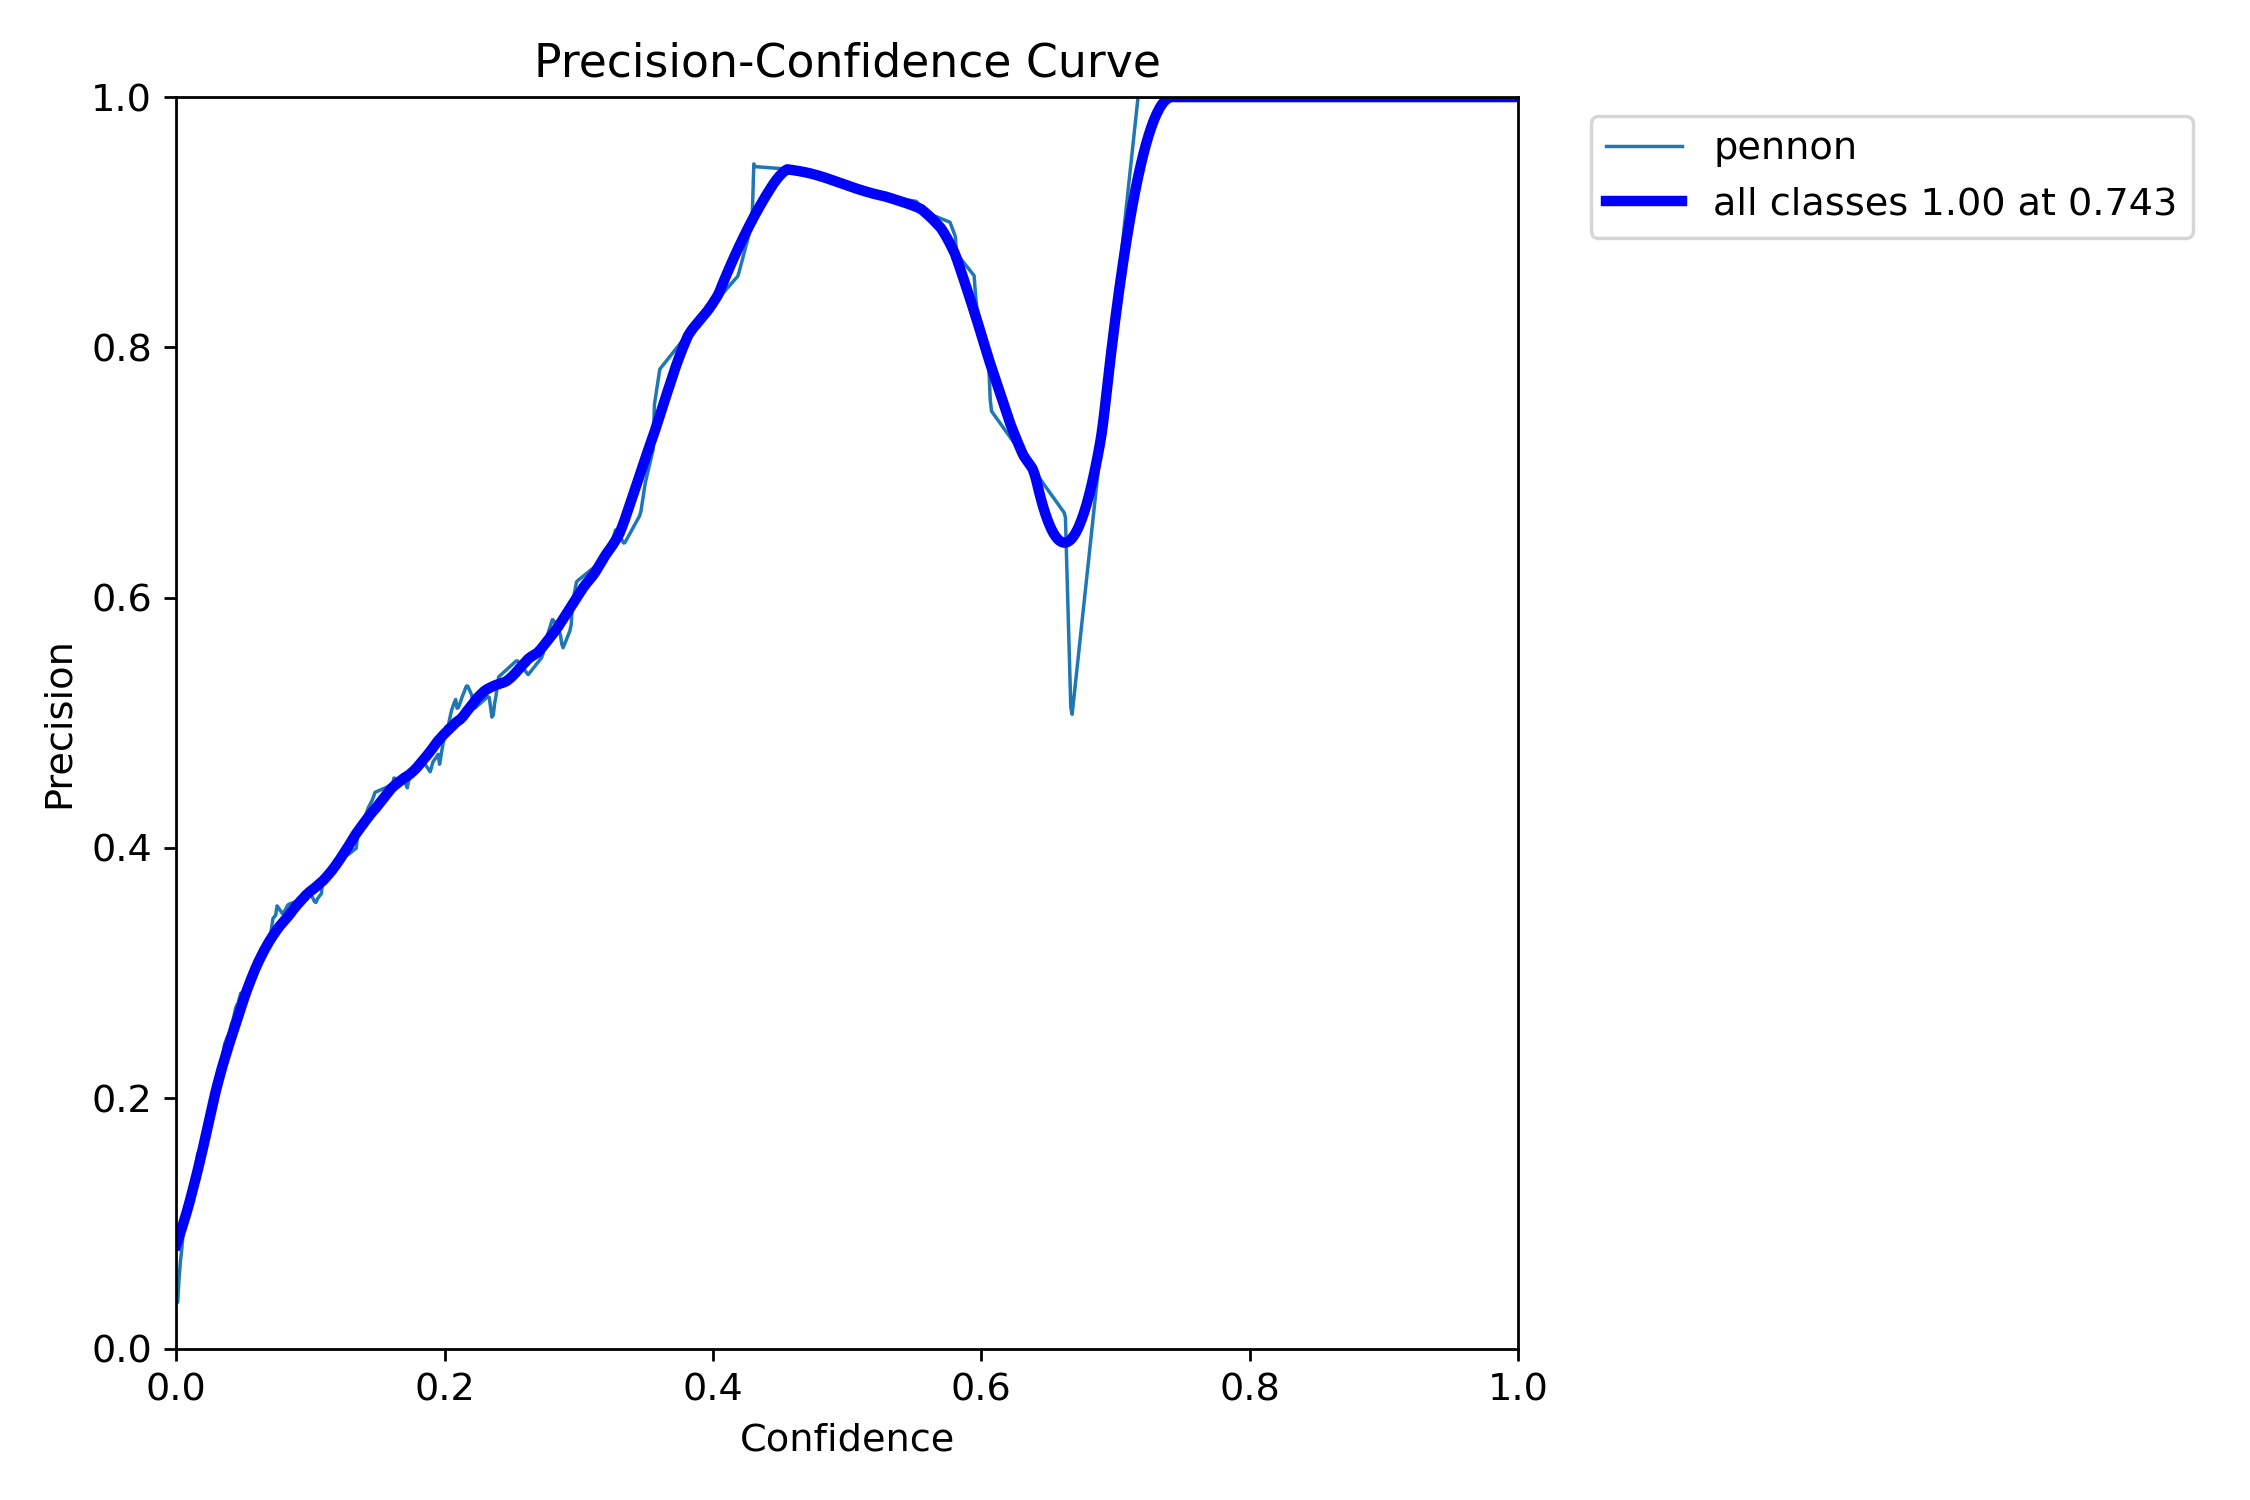 Precision-Confidence Curve
1.0
0.8
0.6
0.4
0.2
0.0
Precision
0.0 0.2 0.4 0.6 0.8 1.0
Confidence
pennon
all classes 1.00 at 0.743